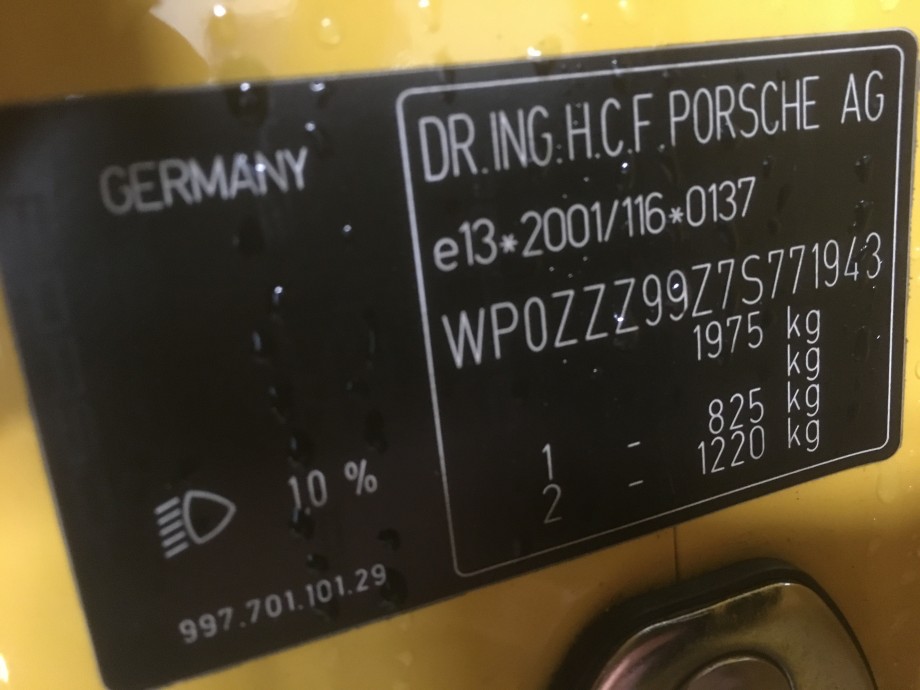 GERMANY
1.0 %
997.701.101.29
DR.ING.H.C.F.PORSCHE AG
e13*2001/116*0137
WP0ZZZ99Z7S771943
1975 kg
kg
1 - 825 kg
2 - 1220 kg